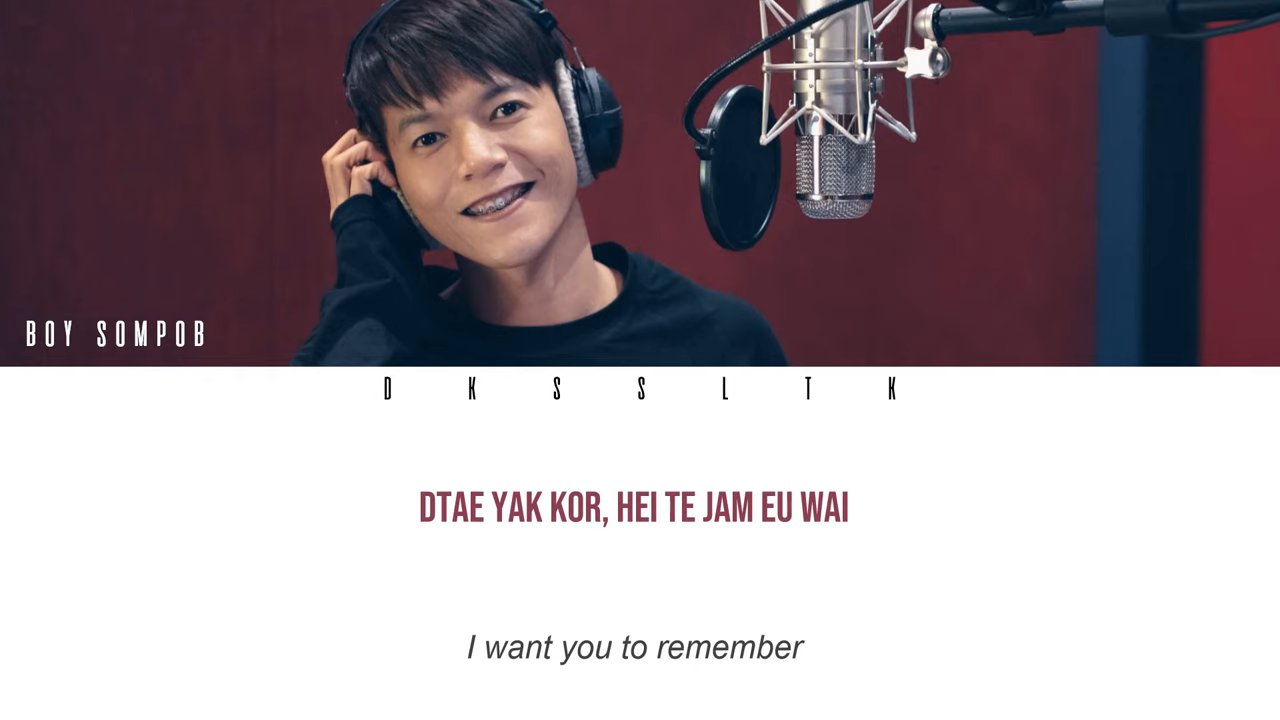 BOY SOMPOB
D K S S L T K
DTAE YAK KOR, HEI TE JAM EU WAI
I want you to remember